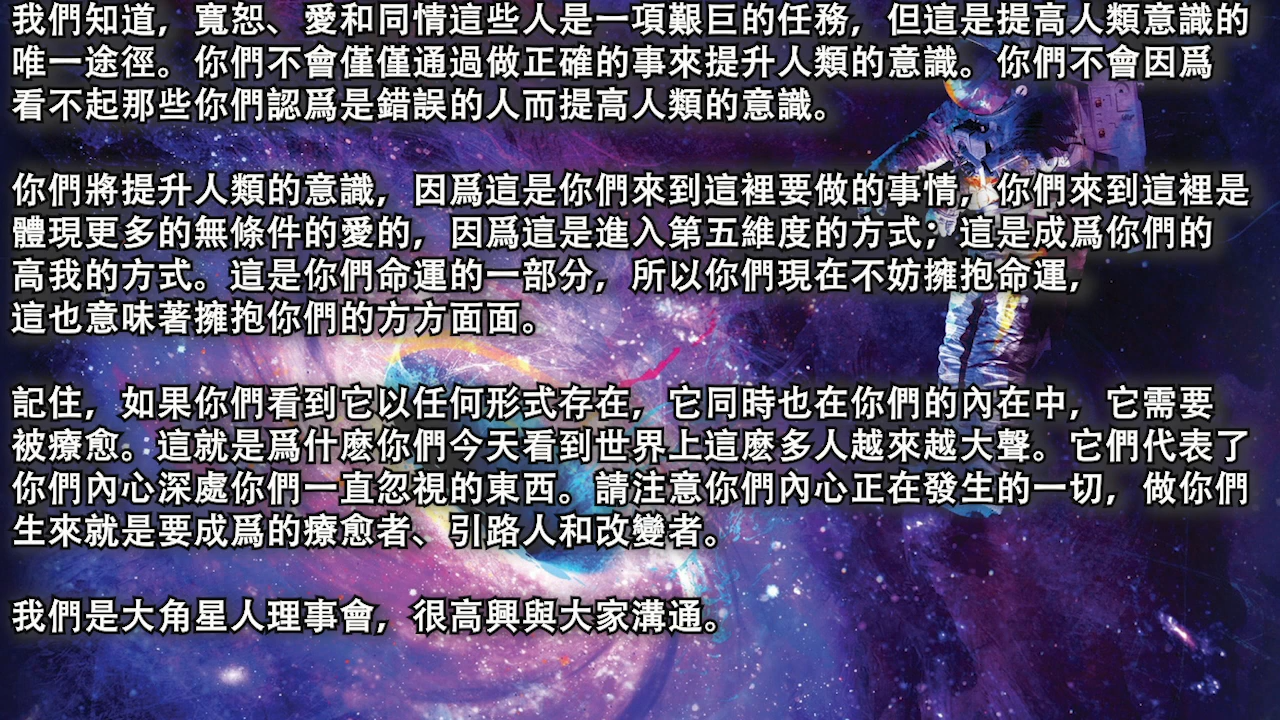 我們知道，寬恕、愛和同情這些人是一項艱巨的任務，但這是提高人類意識的
唯一途徑。你們不會僅僅通過做正確的事來提升人類的意識。你們不會因爲
看不起那些你們認爲是錯誤的人而提高人類的意識。
你們將提升人類的意識，因爲這是你們來到這裡要做的事情，你們來到這裡是
體現更多的無條件的愛的，因爲這是進入第五維度的方式；這是成爲你們的
高我的方式。這是你們命運的一部分，所以你們現在不妨擁抱命運，
這也意味著擁抱你們的方方面面。
記住，如果你們看到它以任何形式存在，它同時也在你們的內在中，它需要
被療愈。這就是爲什麽你們今天看到世界上這麽多人越來越大聲。它們代表了
你們內心深處你們一直忽視的東西。請注意你們內心正在發生的一切，做你們
生來就是要成爲的療愈者、引路人和改變者。
我們是大角星人理事會，很高興與大家溝通。